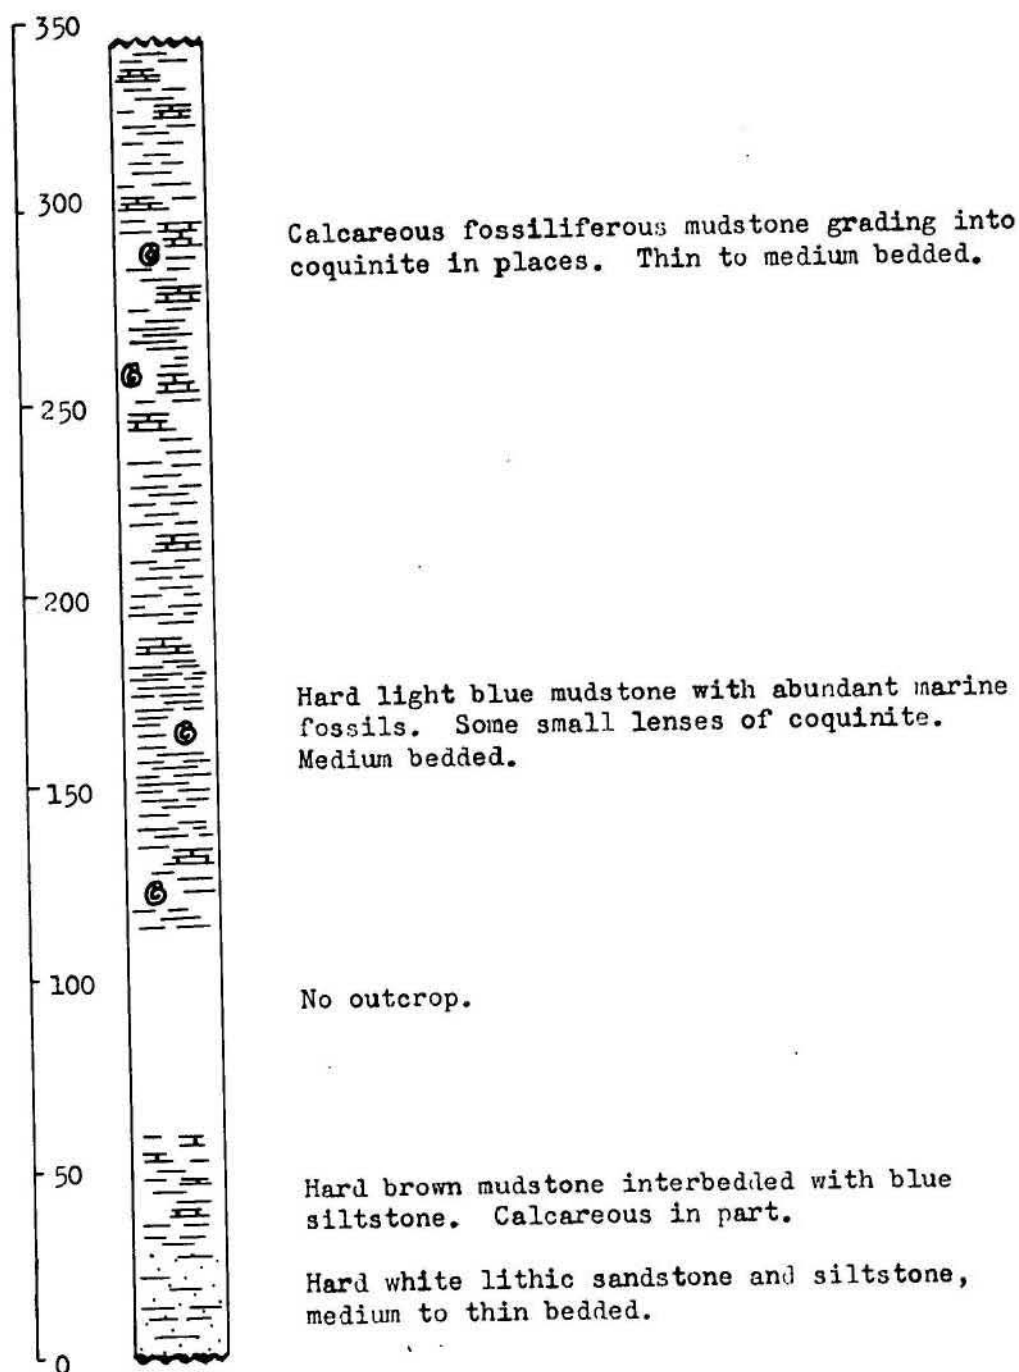 350
300
Calcareous fossiliferous mudstone grading into
coquinite in places. Thin to medium bedded.
250
200
Hard light blue mudstone with abundant marine
fossils. Some small lenses of coquinite.
Medium bedded.
150
100
No outcrop.
50
Hard brown mudstone interbedded with blue
siltstone. Calcareous in part.
Hard white lithic sandstone and siltstone,
medium to thin bedded.
0